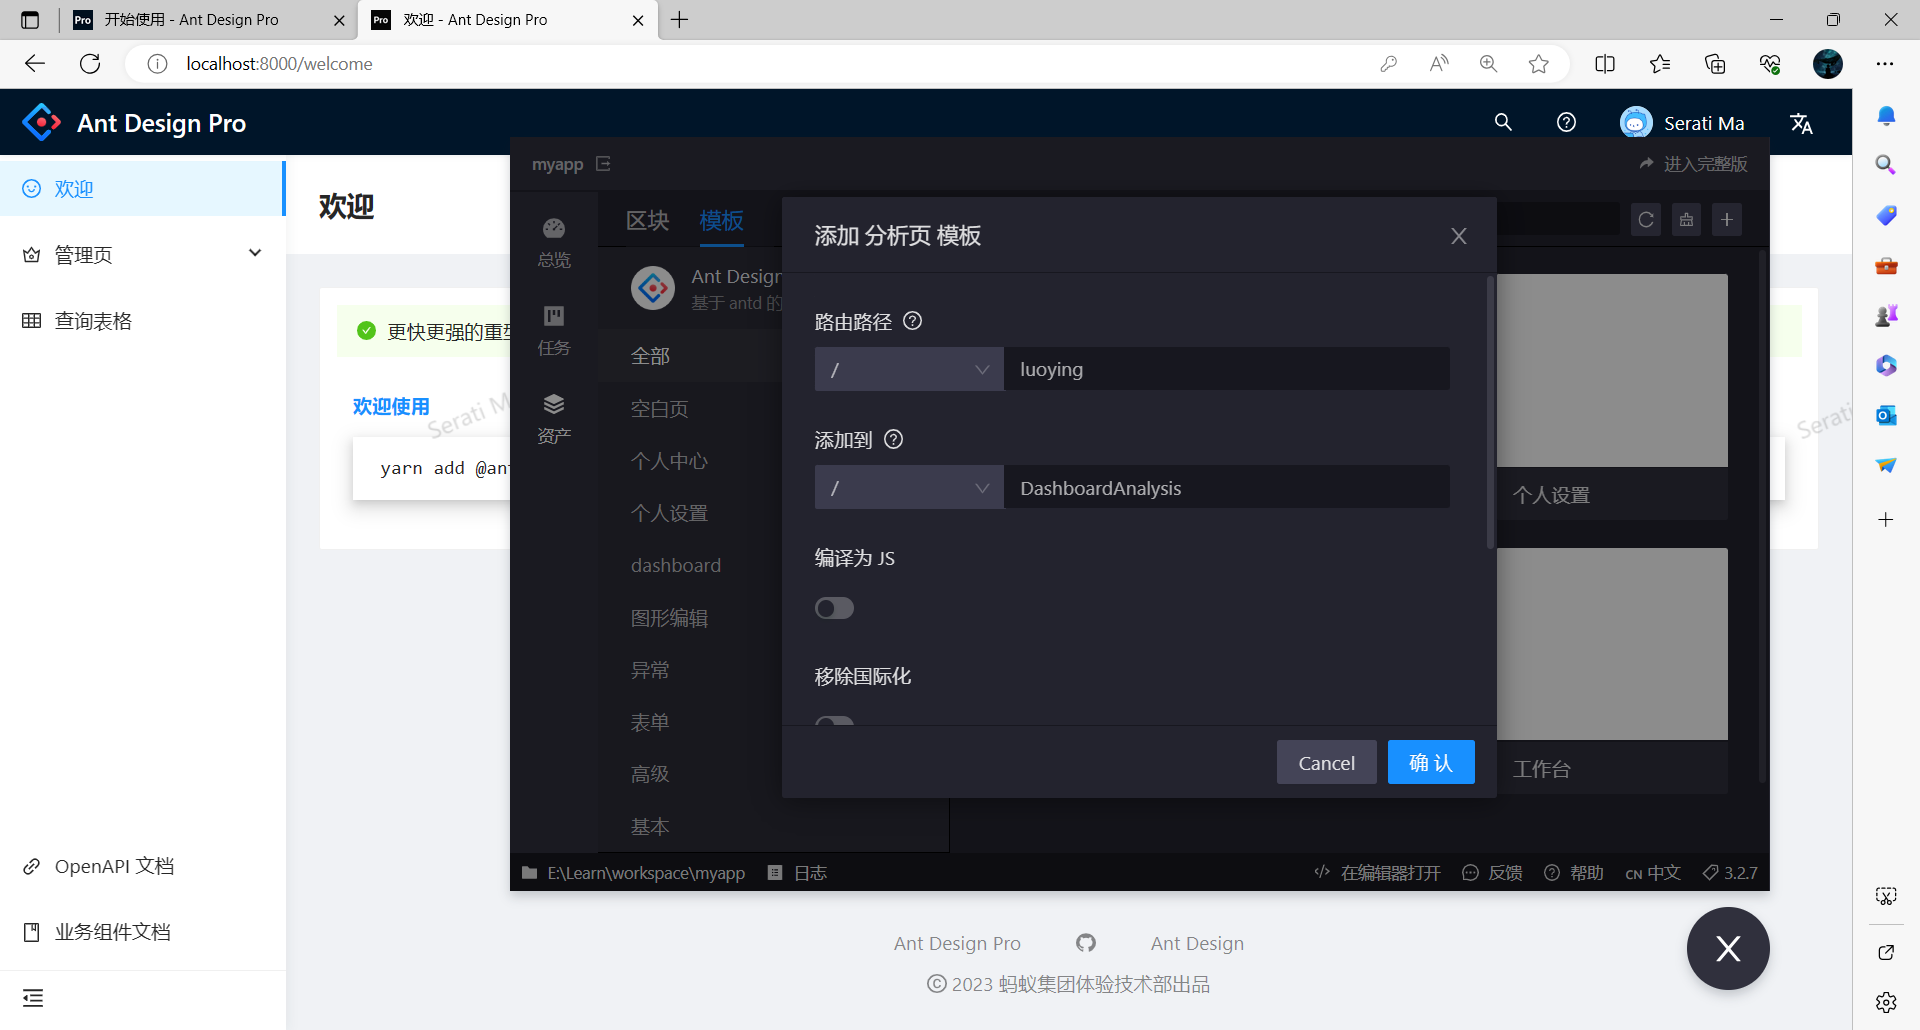 Pro 开始使用 - Ant Design Pro
Pro 欢迎 - Ant Design Pro
localhost:8000/welcome
Ant Design Pro
Serati Ma
欢迎
管理页
查询表格
OpenAPI 文档
业务组件文档
欢迎
更快更强的重型
欢迎使用
Serati M
yarn add @ant
Serati
myapp
进入完整版
总览
任务
资产
区块 模板
Ant Design
基于 antd 的
全部
空白页
个人中心
个人设置
dashboard
图形编辑
异常
表单
高级
基本
添加 分析页 模板
路由路径
/ luoying
添加到
/ DashboardAnalysis
编译为 JS
移除国际化
Cancel 确 认
个人设置
工作台
E:\Learn\workspace\myapp 日志 在编辑器打开 反馈 帮助 CN 中文 3.2.7
Ant Design Pro Ant Design
© 2023 蚂蚁集团体验技术部出品